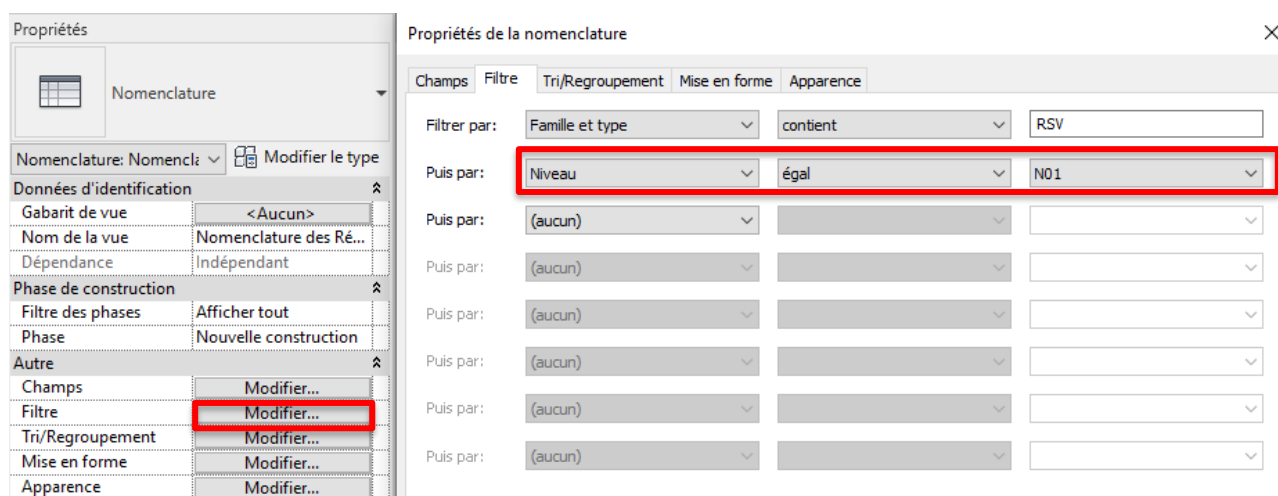 Propriétés
Nomenclature
Nomenclature: Nomencla
Modifier le type
Données d'identification
Gabarit de vue <Aucun>
Nom de la vue Nomenclature des Ré...
Dépendance Indépendant
Phase de construction
Filtre des phases Afficher tout
Phase Nouvelle construction
Autre
Champs Modifier...
Filtre Modifier...
Tri/Regroupement Modifier...
Mise en forme Modifier...
Apparence Modifier...
Propriétés de la nomenclature
Champs Filtre Tri/Regroupement Mise en forme Apparence
Filtrer par: Famille et type contient RSV
Puis par: Niveau égal N01
Puis par: (aucun)
Puis par: (aucun)
Puis par: (aucun)
Puis par: (aucun)
Puis par: (aucun)
Puis par: (aucun)